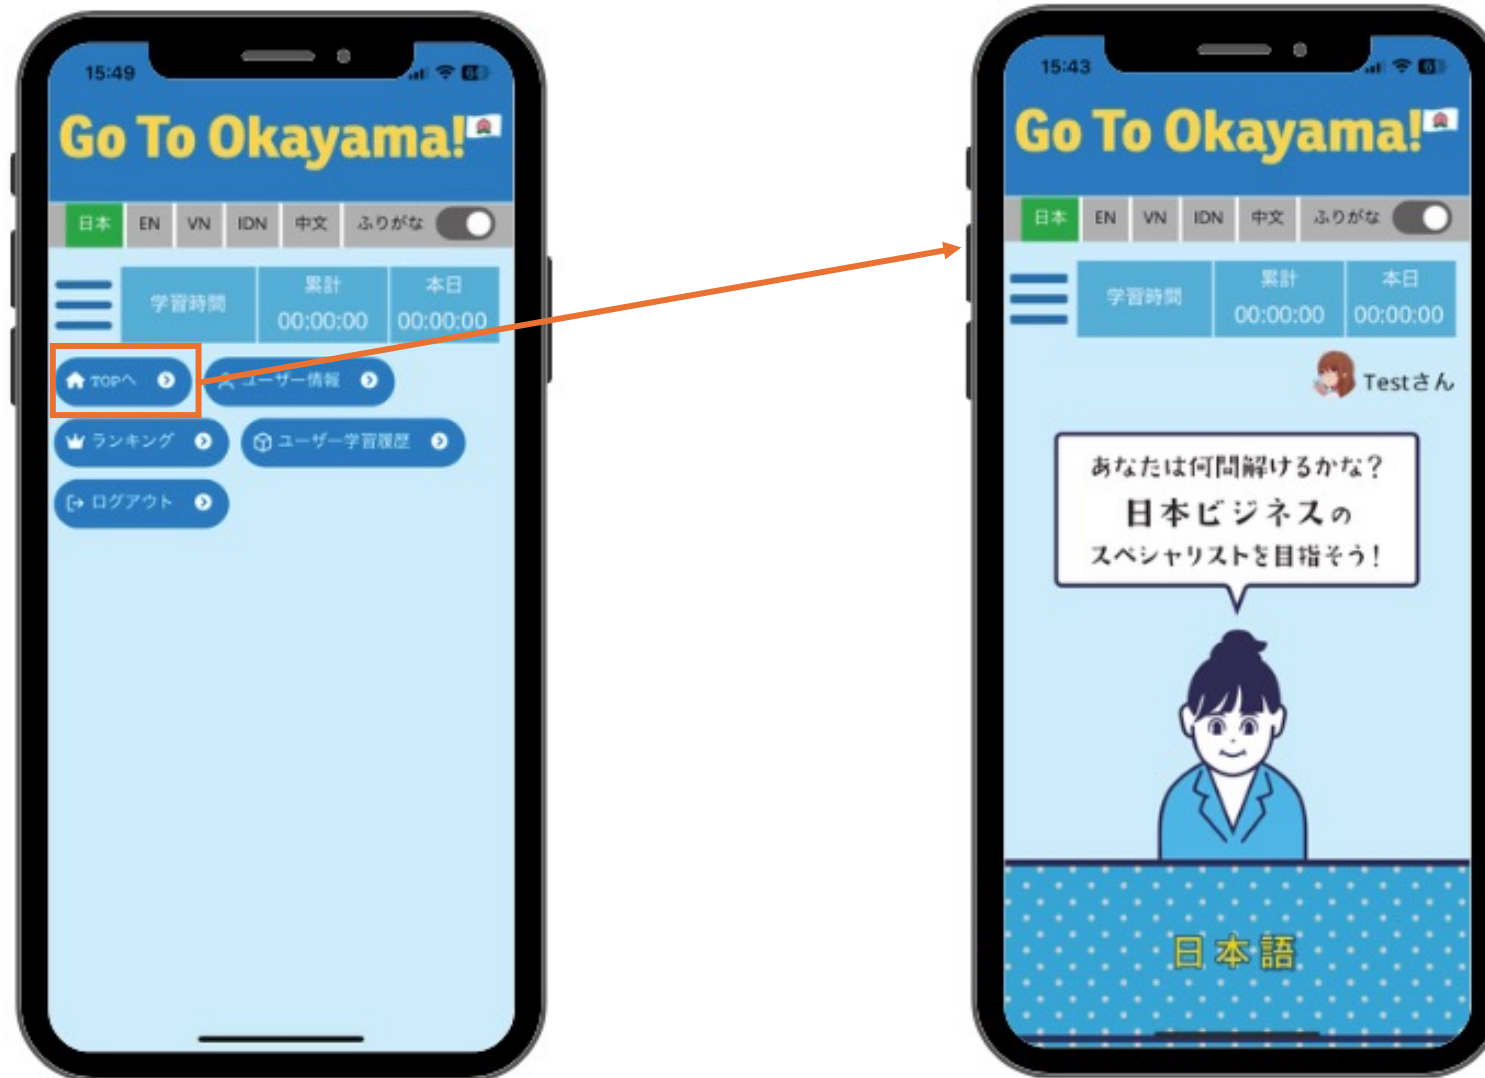 15:49
Go To Okayama!
日本 EN VN IDN 中文 ふりがな
学習時間
累計
00:00:00
本日
00:00:00
TOPへ
ユーザー情報
ランキング
ユーザー学習履歴
ログアウト
15:43
Go To Okayama!
日本 EN VN IDN 中文 ふりがな
学習時間
累計
00:00:00
本日
00:00:00
Testさん
あなたは何問解けるかな？
日本ビジネスの
スペシャリストを目指そう！
日本語